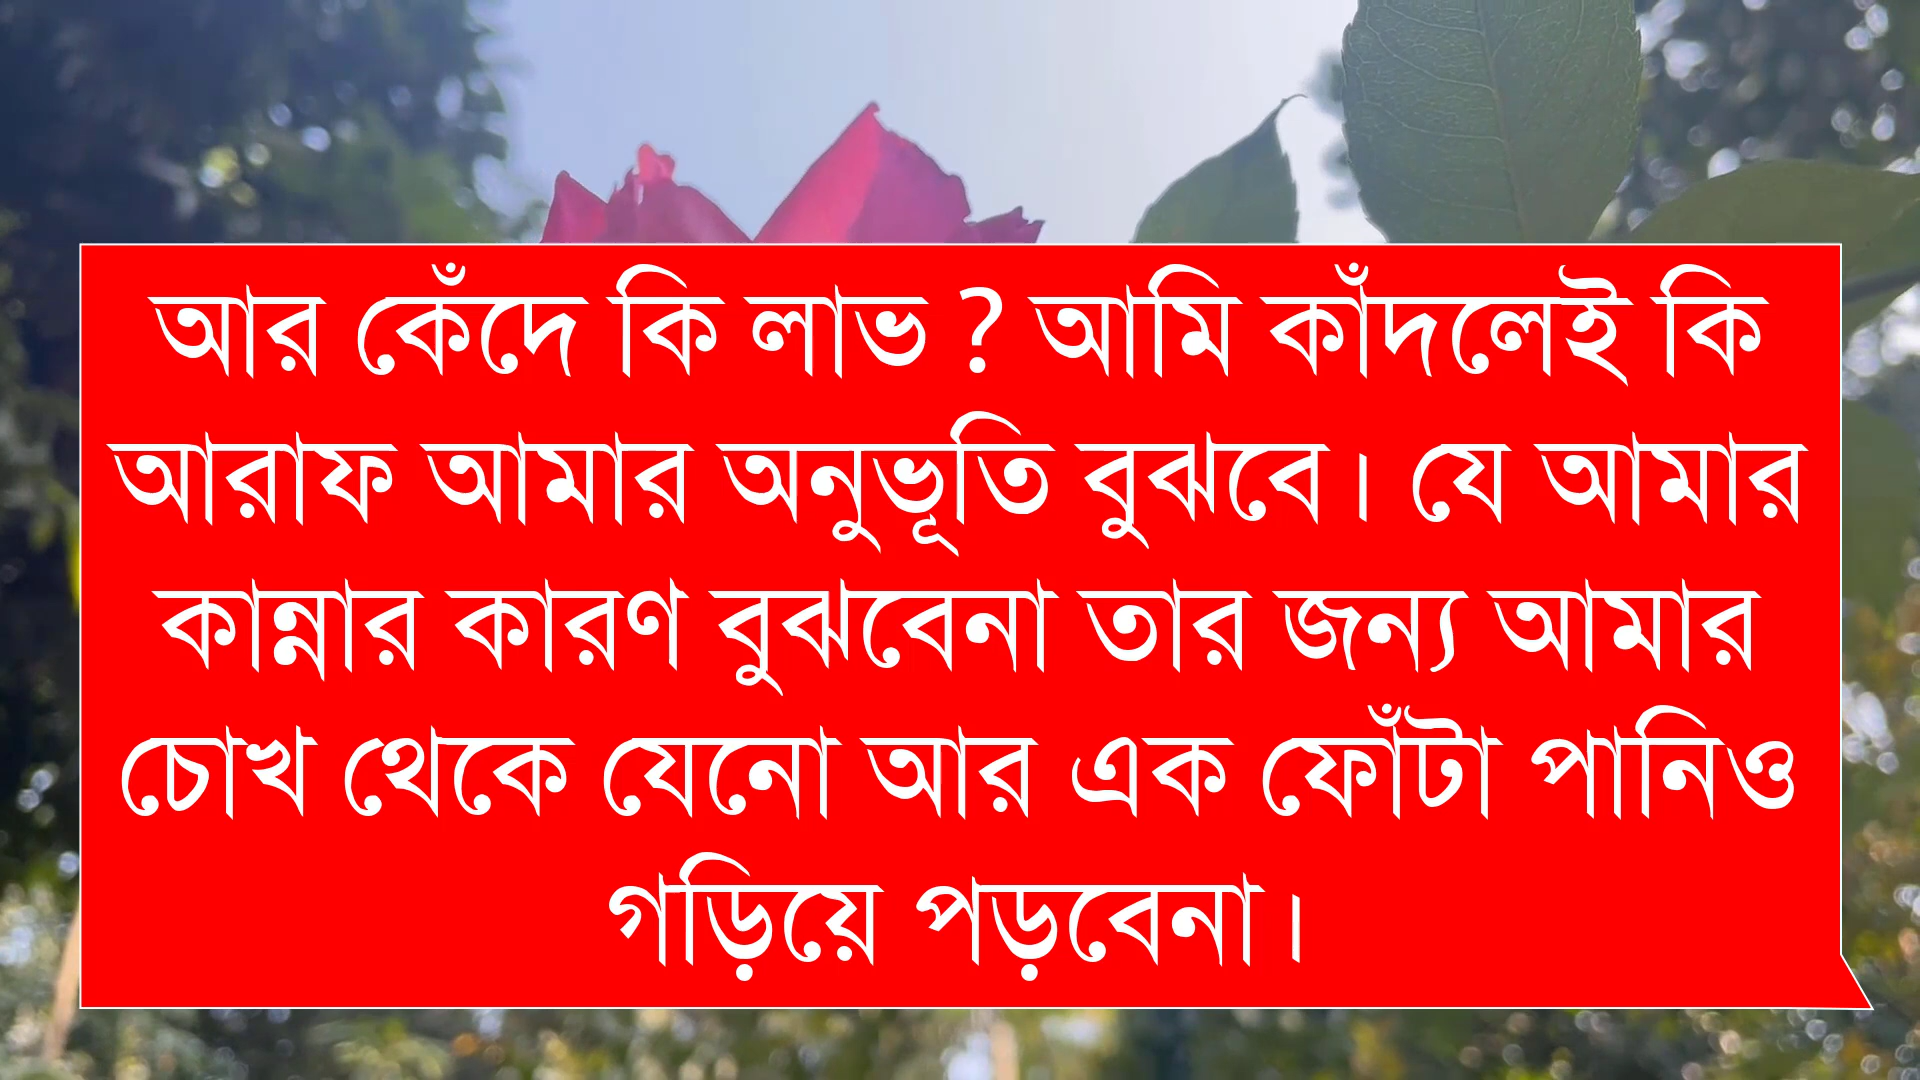 আর কেঁদে কি লাভ ? আমি কাঁদলেই কি
আরাফ আমার অনুভূতি বুঝবে। যে আমার
কান্নার কারণ বুঝবেনা তার জন্য আমার
চোখ থেকে যেনো আর এক ফোঁটা পানিও
গড়িয়ে পড়বেনা।